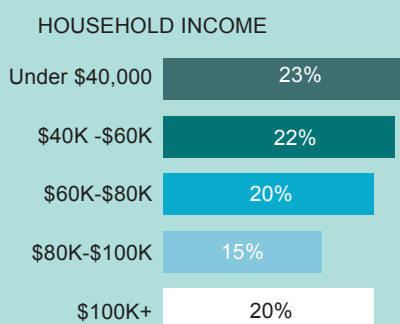 HOUSEHOLD INCOME
Under $40,000 23%
$40K -$60K 22%
$60K-$80K 20%
$80K-$100K 15%
$100K+ 20%